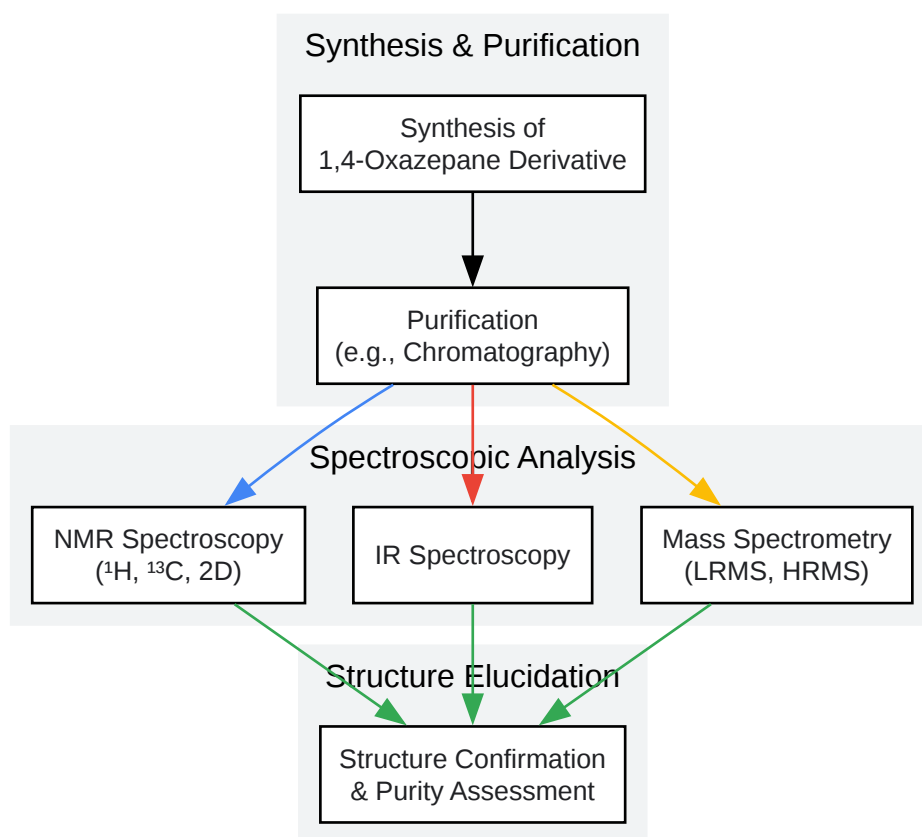 Synthesis & Purification
Synthesis of
1,4-Oxazepane Derivative
Purification
(e.g., Chromatography)
Spectroscopic Analysis
NMR Spectroscopy
(¹H, ¹³C, 2D)
IR Spectroscopy
Mass Spectrometry
(LRMS, HRMS)
Structure Elucidation
Structure Confirmation
& Purity Assessment